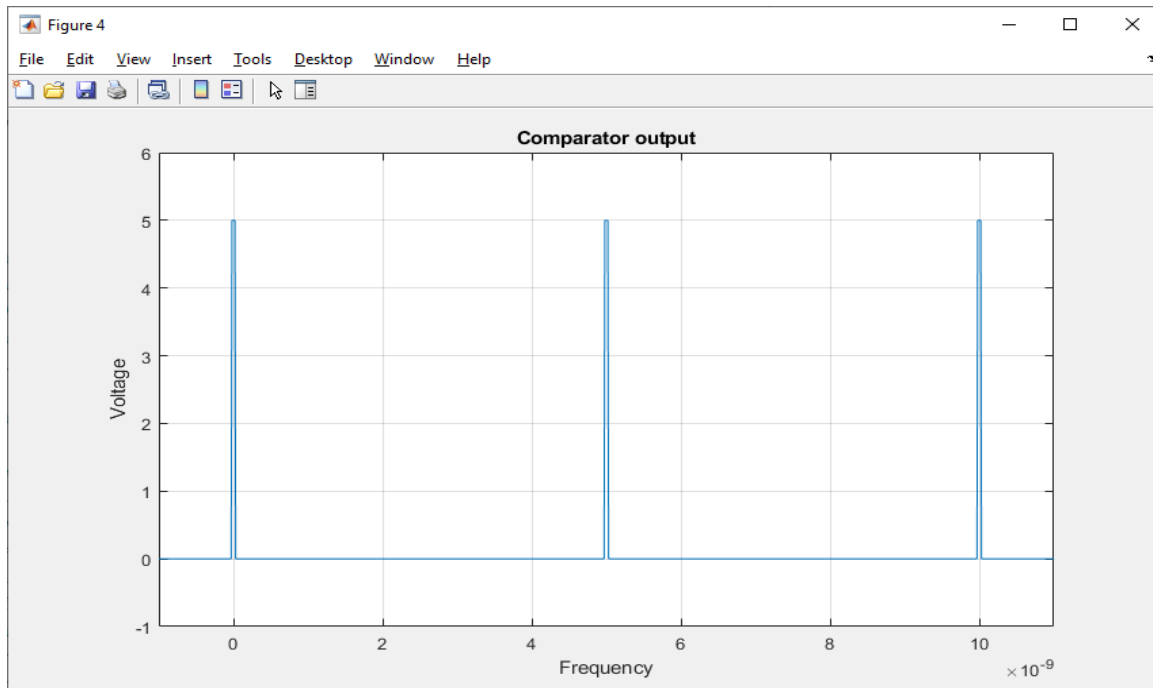 Figure 4
File Edit View Insert Tools Desktop Window Help
Comparator output
6
5
4
3
2
1
0
-1
Voltage
0 2 4 6 8 10
Frequency
×10⁻⁹